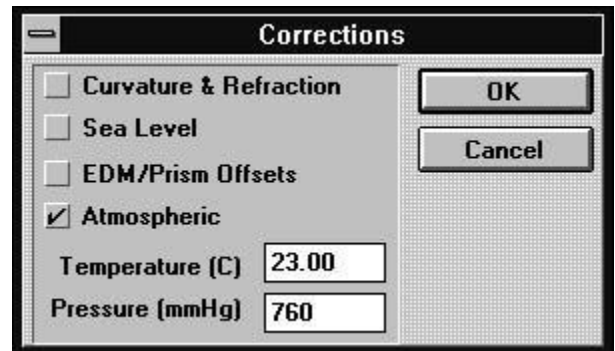 Corrections
Curvature & Refraction
Sea Level
EDM/Prism Offsets
Atmospheric
Temperature (C) 23.00
Pressure (mmHg) 760
OK
Cancel